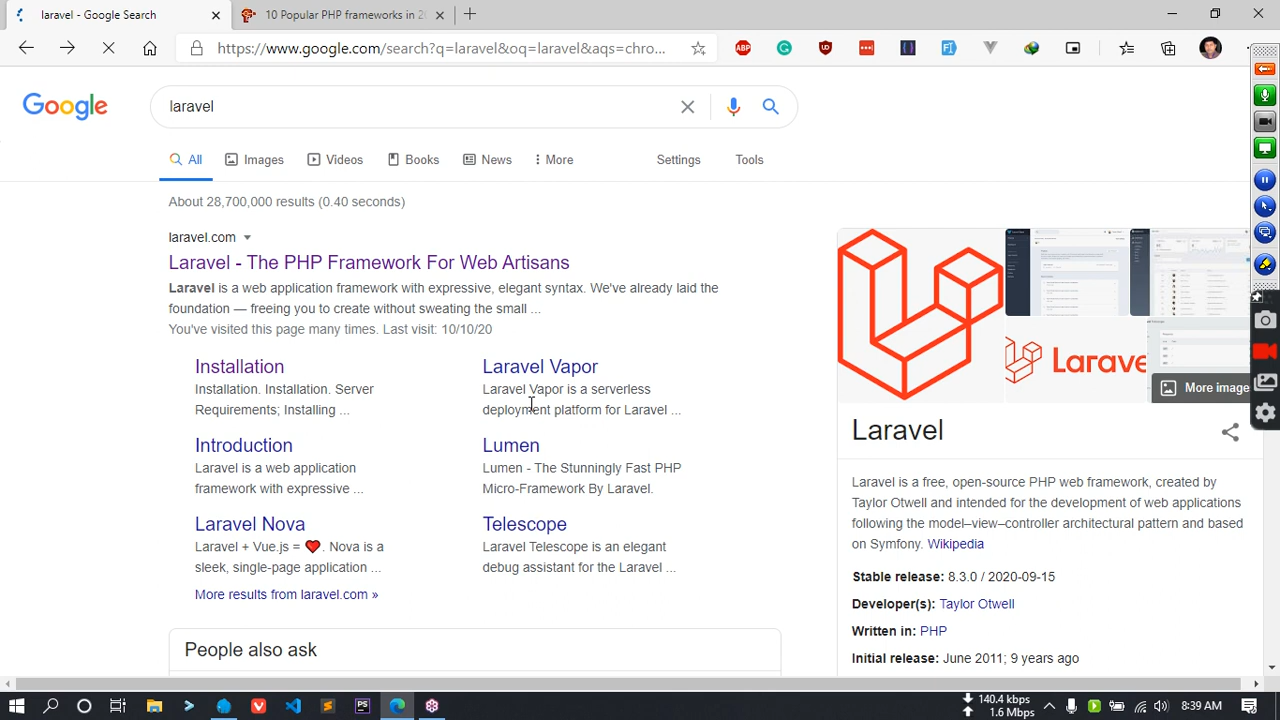 laravel - Google Search
10 Popular PHP frameworks in 20
https://www.google.com/search?q=laravel&oq=laravel&aqs=chro...
ABP
Google
laravel
All
Images
Videos
Books
News
More
Settings
Tools
About 28,700,000 results (0.40 seconds)
laravel.com
Laravel - The PHP Framework For Web Artisans
Laravel is a web application framework with expressive, elegant syntax. We've already laid the
foundation — freeing you to create without sweating the small ...
You've visited this page many times. Last visit: 10/10/20
Installation
Installation. Installation. Server
Requirements; Installing ...
Laravel Vapor
Laravel Vapor is a serverless
deployment platform for Laravel ...
Introduction
Laravel is a web application
framework with expressive ...
Lumen
Lumen - The Stunningly Fast PHP
Micro-Framework By Laravel.
Laravel Nova
Laravel + Vue.js = ❤. Nova is a
sleek, single-page application ...
Telescope
Laravel Telescope is an elegant
debug assistant for the Laravel ...
More results from laravel.com »
People also ask
Larave
More image
Laravel
Laravel is a free, open-source PHP web framework, created by
Taylor Otwell and intended for the development of web applications
following the model–view–controller architectural pattern and based
on Symfony. Wikipedia
Stable release: 8.3.0 / 2020-09-15
Developer(s): Taylor Otwell
Written in: PHP
Initial release: June 2011; 9 years ago
PS
140.4 kbps
1.6 Mbps
8:39 AM